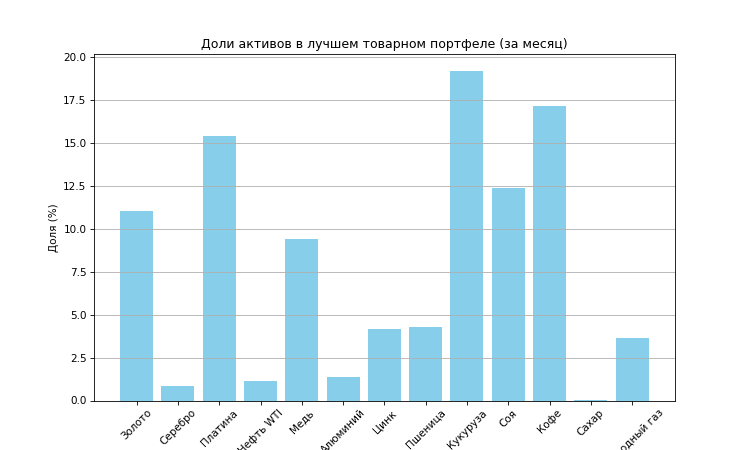 Доли активов в лучшем товарном портфеле (за месяц)
Доля (%)
20.0
17.5
15.0
12.5
10.0
7.5
5.0
2.5
0.0
Золото
Серебро
Платина
Нефть WTI
Медь
Алюминий
Цинк
Пшеница
Кукуруза
Соя
Кофе
Сахар
одный газ